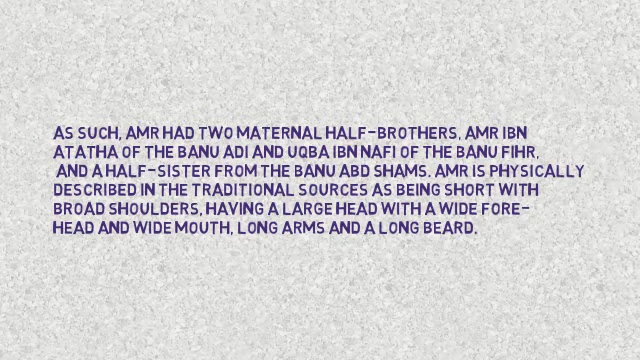 AS SUCH, AMR HAD TWO MATERNAL HALF-BROTHERS, AMR IBN
ATATHA OF THE BANU ADI AND UQBA IBN NAFI OF THE BANU FIHR,
AND A HALF-SISTER FROM THE BANU ABD SHAMS. AMR IS PHYSICALLY
DESCRIBED IN THE TRADITIONAL SOURCES AS BEING SHORT WITH
BROAD SHOULDERS, HAVING A LARGE HEAD WITH A WIDE FORE-
HEAD AND WIDE MOUTH, LONG ARMS AND A LONG BEARD.